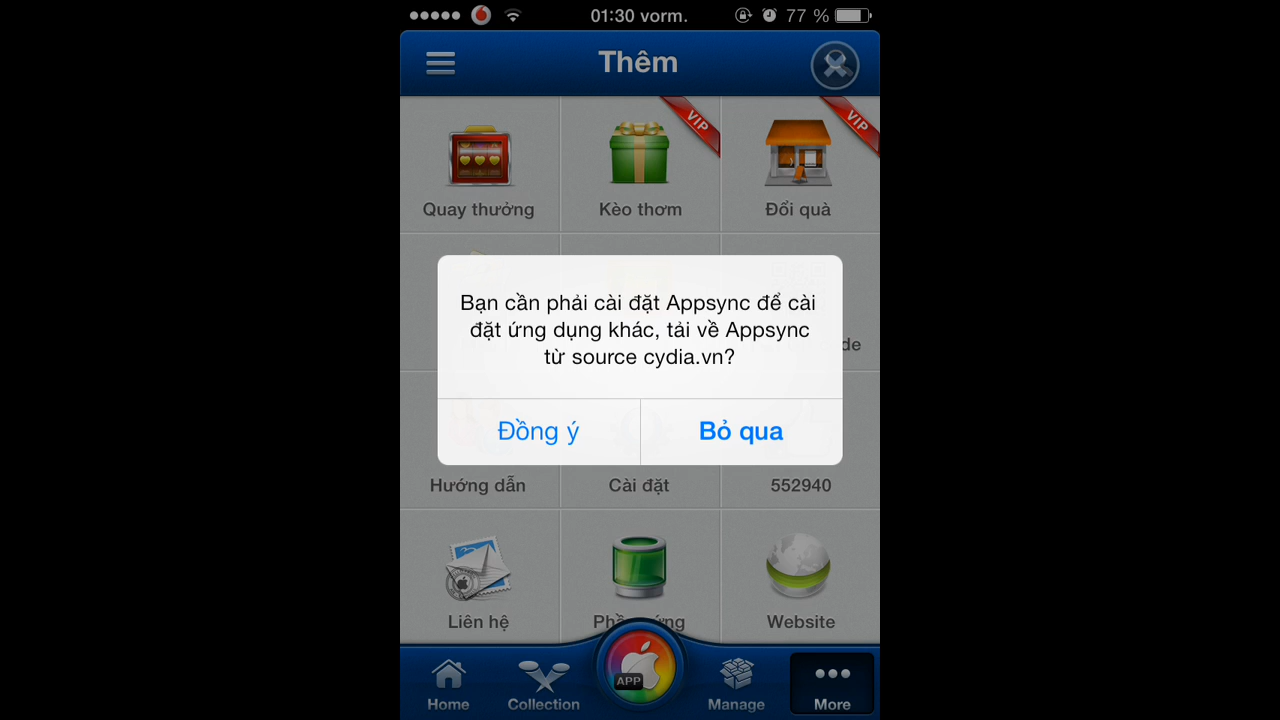 01:30 vorm.
77 %
Thêm
VIP
VIP
Quay thưởng
Kèo thơm
Đổi quà
Bạn cần phải cài đặt Appsync để cài
đặt ứng dụng khác, tải về Appsync
từ source cydia.vn?
de
Đồng ý
Bỏ qua
Hướng dẫn
Cài đặt
552940
Liên hệ
Website
APP
Home
Collection
Manage
More